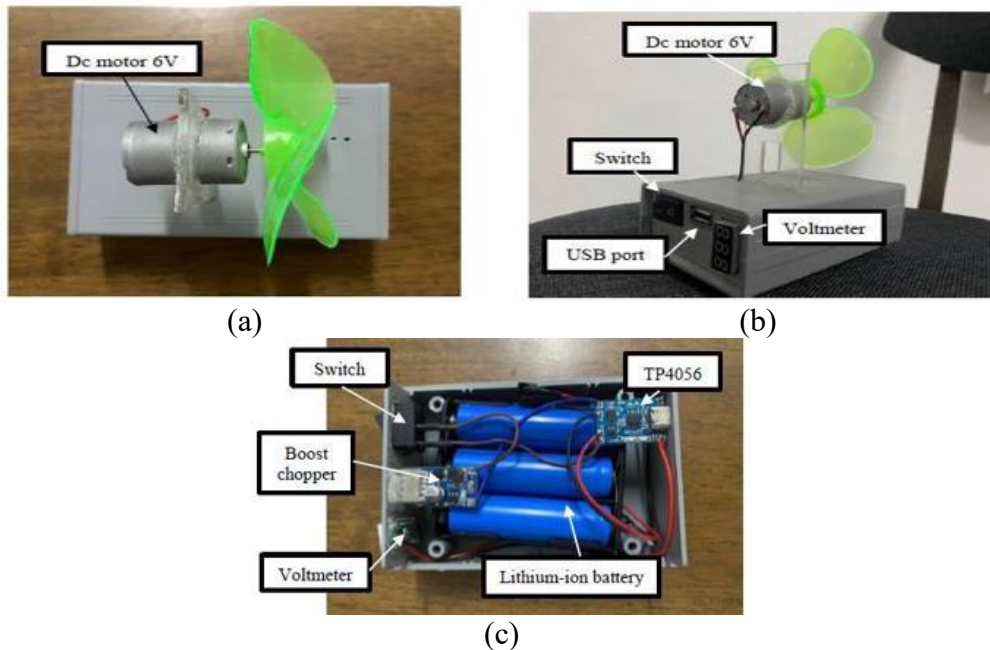 Dc motor 6V
(a)
Dc motor 6V
Switch
USB port
Voltmeter
(b)
Switch
TP4056
Boost
chopper
Voltmeter
Lithium-ion battery
(c)